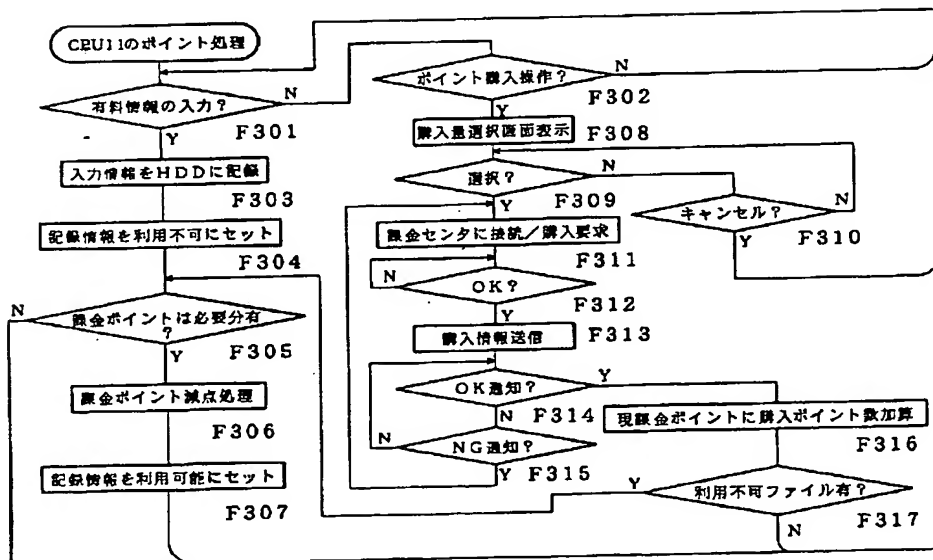 CPU11のポイント処理
有料情報の入力？
N
Y
F301
入力情報をHDDに記録
F303
記録情報を利用不可にセット
F304
N
課金ポイントは必要分有
？
Y
F305
課金ポイント減点処理
F306
記録情報を利用可能にセット
F307
ポイント購入操作？
N
Y
F302
購入量選択画面表示
F308
選択？
N
Y
F309
キャンセル？
N
Y
F310
課金センタに接続／購入要求
F311
N
OK？
F312
Y
購入情報送信
F313
OK通知？
Y
N
F314
N
NG通知？
F315
Y
現課金ポイントに購入ポイント数加算
F316
Y
利用不可ファイル有？
N
F317